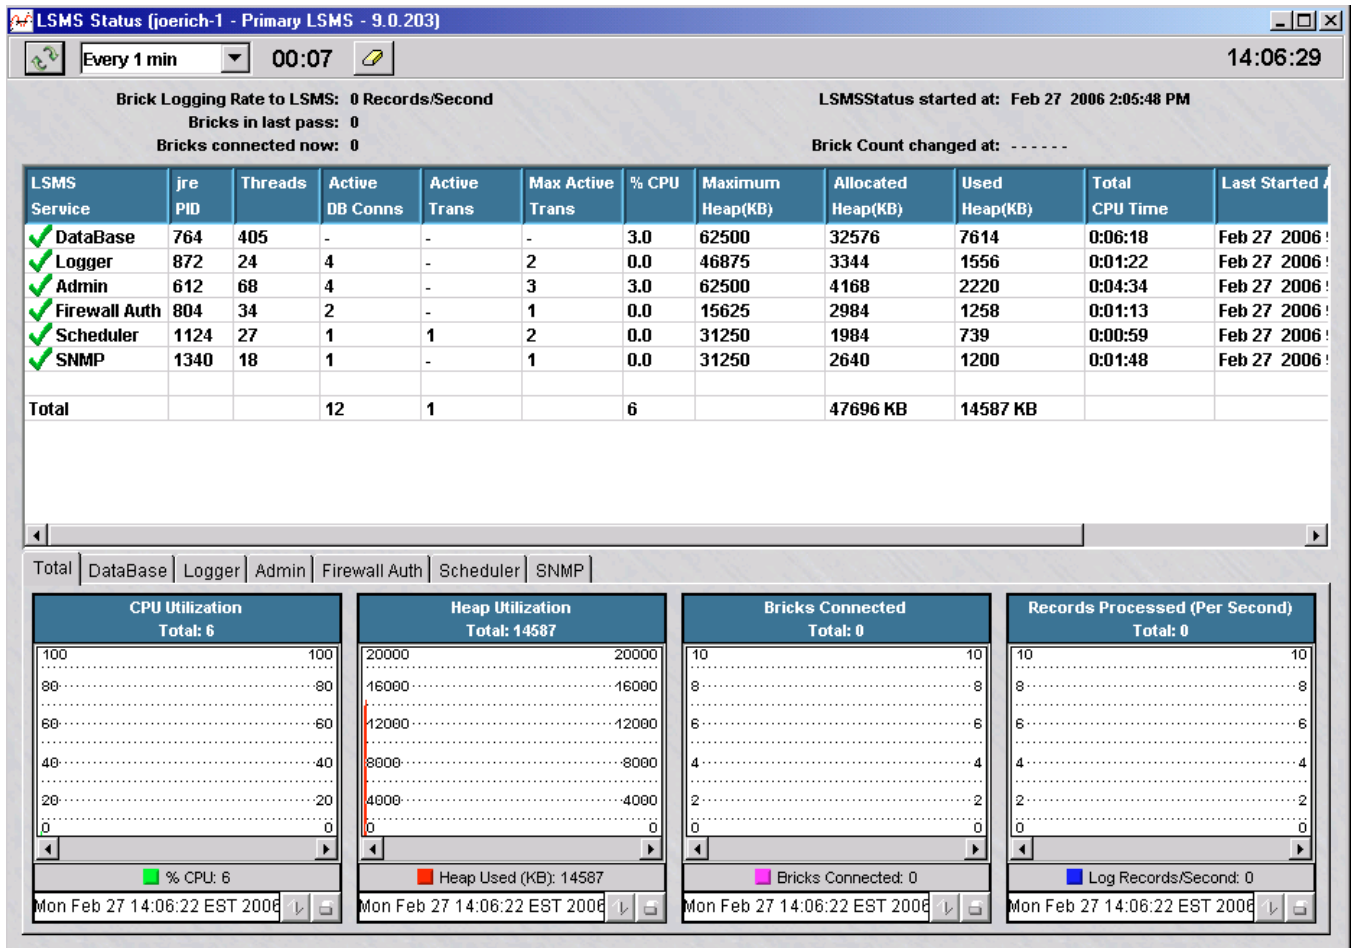 LSMS Status (joerich-1 - Primary LSMS - 9.0.203)
Every 1 min 00:07 14:06:29
Brick Logging Rate to LSMS: 0 Records/Second LSMSStatus started at: Feb 27 2006 2:05:48 PM
Bricks in last pass: 0
Bricks connected now: 0 Brick Count changed at: - - - - - -
LSMS jre Threads Active Active Max Active % CPU Maximum Allocated Used Total Last Started
Service PID DB Conns Trans Trans Heap(KB) Heap(KB) Heap(KB) CPU Time
DataBase 764 405 - - - 3.0 62500 32576 7614 0:06:18 Feb 27 2006
Logger 872 24 4 - 2 0.0 46875 3344 1556 0:01:22 Feb 27 2006
Admin 612 68 4 - 3 3.0 62500 4168 2220 0:04:34 Feb 27 2006
Firewall Auth 804 34 2 - 1 0.0 15625 2984 1258 0:01:13 Feb 27 2006
Scheduler 1124 27 1 1 2 0.0 31250 1984 739 0:00:59 Feb 27 2006
SNMP 1340 18 1 - 1 0.0 31250 2640 1200 0:01:48 Feb 27 2006
Total 12 1 6 47696 KB 14587 KB
Total DataBase Logger Admin Firewall Auth Scheduler SNMP
CPU Utilization
Total: 6
100 100
80 80
60 60
40 40
20 20
0 0
% CPU: 6
Mon Feb 27 14:06:22 EST 2006
Heap Utilization
Total: 14587
20000 20000
16000 16000
12000 12000
8000 8000
4000 4000
0 0
Heap Used (KB): 14587
Mon Feb 27 14:06:22 EST 2006
Bricks Connected
Total: 0
10 10
8 8
6 6
4 4
2 2
0 0
Bricks Connected: 0
Mon Feb 27 14:06:22 EST 2006
Records Processed (Per Second)
Total: 0
10 10
8 8
6 6
4 4
2 2
0 0
Log Records/Second: 0
Mon Feb 27 14:06:22 EST 2006